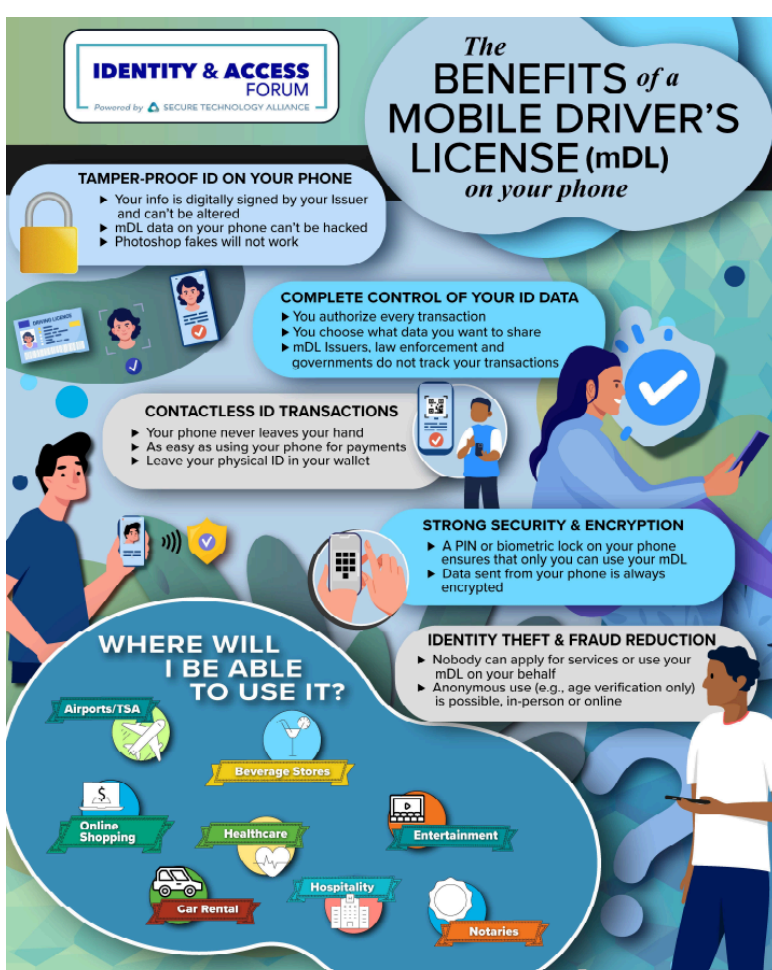 IDENTITY & ACCESS
FORUM
Powered by SECURE TECHNOLOGY ALLIANCE
The
BENEFITS of a
MOBILE DRIVER'S
LICENSE (mDL)
on your phone
TAMPER-PROOF ID ON YOUR PHONE
▶ Your info is digitally signed by your Issuer
and can't be altered
▶ mDL data on your phone can't be hacked
▶ Photoshop fakes will not work
DRIVING LICENCE
COMPLETE CONTROL OF YOUR ID DATA
▶ You authorize every transaction
▶ You choose what data you want to share
▶ mDL Issuers, law enforcement and
governments do not track your transactions
CONTACTLESS ID TRANSACTIONS
▶ Your phone never leaves your hand
▶ As easy as using your phone for payments
▶ Leave your physical ID in your wallet
STRONG SECURITY & ENCRYPTION
▶ A PIN or biometric lock on your phone
ensures that only you can use your mDL
▶ Data sent from your phone is always
encrypted
IDENTITY THEFT & FRAUD REDUCTION
▶ Nobody can apply for services or use your
mDL on your behalf
▶ Anonymous use (e.g., age verification only)
is possible, in-person or online
WHERE WILL
I BE ABLE
TO USE IT?
Airports/TSA
Beverage Stores
$
Online
Shopping
Healthcare
Entertainment
Car Rental
Hospitality
Notaries